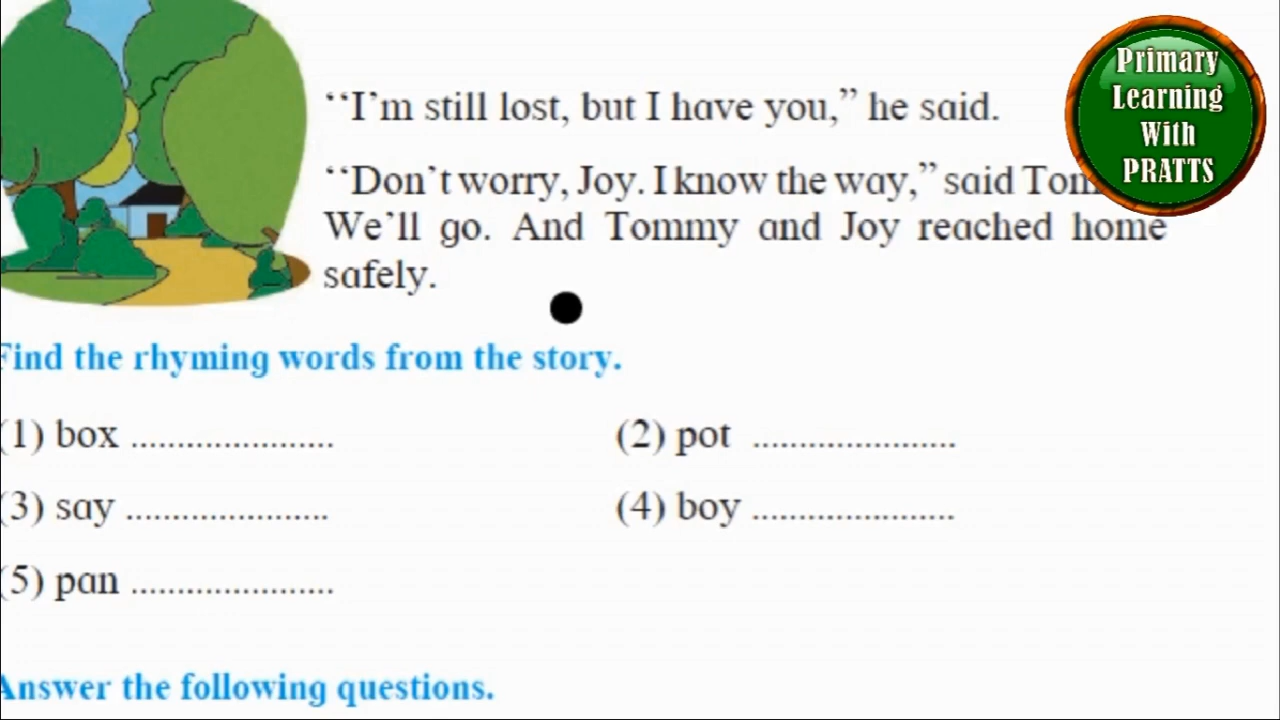 ‘‘I’m still lost, but I have you,” he said.
‘‘Don’t worry, Joy. I know the way,” said
We’ll go. And Tommy and Joy reached home
safely.
Find the rhyming words from the story.
(1) box ...................... (2) pot ......................
(3) say ...................... (4) boy ......................
(5) pan ......................
Answer the following questions.
Primary
Learning
With
PRATTS